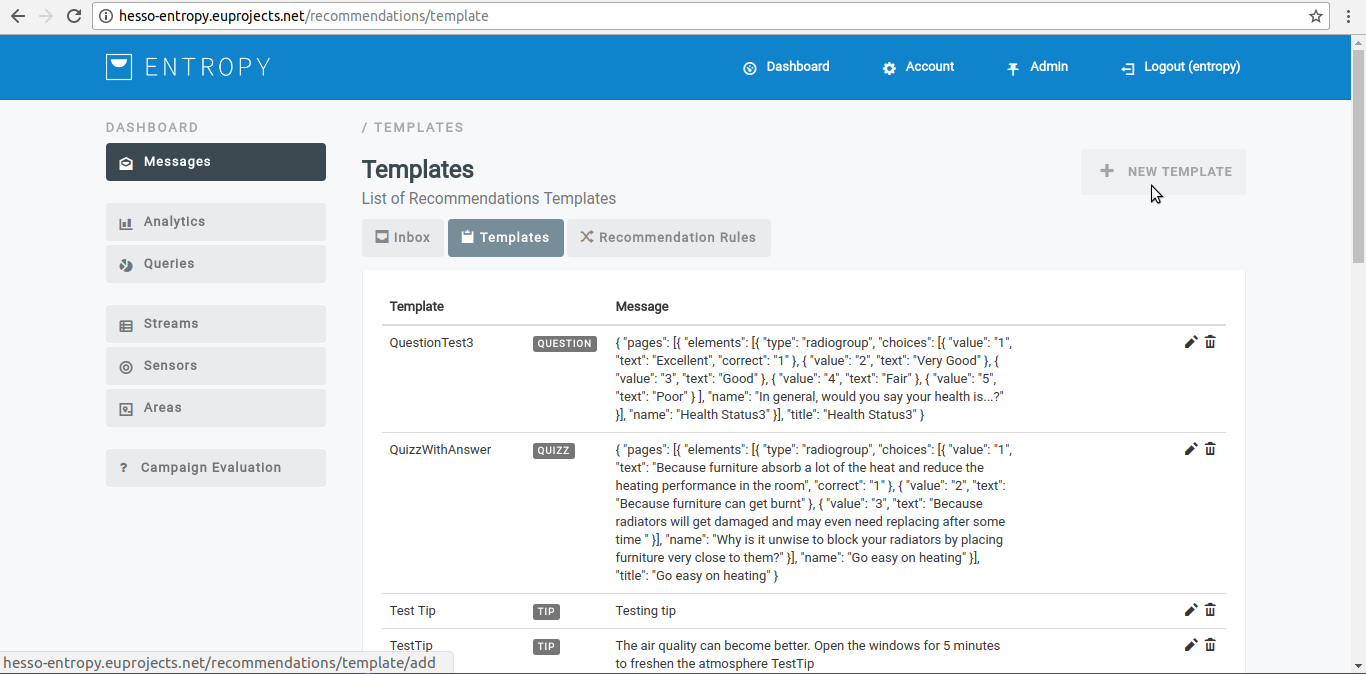 hesso-entropy.euprojects.net/recommendations/template
ENTROPY
Dashboard
Account
Admin
Logout (entropy)
DASHBOARD
Messages
Analytics
Queries
Streams
Sensors
Areas
? Campaign Evaluation
/ TEMPLATES
Templates
List of Recommendations Templates
+ NEW TEMPLATE
Inbox
Templates
Recommendation Rules
Template
Message
QuestionTest3
QUESTION
{ "pages": [{ "elements": [{ "type": "radiogroup", "choices": [{ "value": "1",
"text": "Excellent", "correct": "1" }, { "value": "2", "text": "Very Good" }, {
"value": "3", "text": "Good" }, { "value": "4", "text": "Fair" }, { "value": "5",
"text": "Poor" } ], "name": "In general, would you say your health is...?"
}], "name": "Health Status3" }], "title": "Health Status3" }
QuizzWithAnswer
QUIZZ
{ "pages": [{ "elements": [{ "type": "radiogroup", "choices": [{ "value": "1",
"text": "Because furniture absorb a lot of the heat and reduce the
heating performance in the room", "correct": "1" }, { "value": "2", "text":
"Because furniture can get burnt" }, { "value": "3", "text": "Because
radiators will get damaged and may even need replacing after some
time " }], "name": "Why is it unwise to block your radiators by placing
furniture very close to them?" }], "name": "Go easy on heating" }],
"title": "Go easy on heating" }
Test Tip
TIP
Testing tip
TestTip
TIP
The air quality can become better. Open the windows for 5 minutes
to freshen the atmosphere TestTip
hesso-entropy.euprojects.net/recommendations/template/add